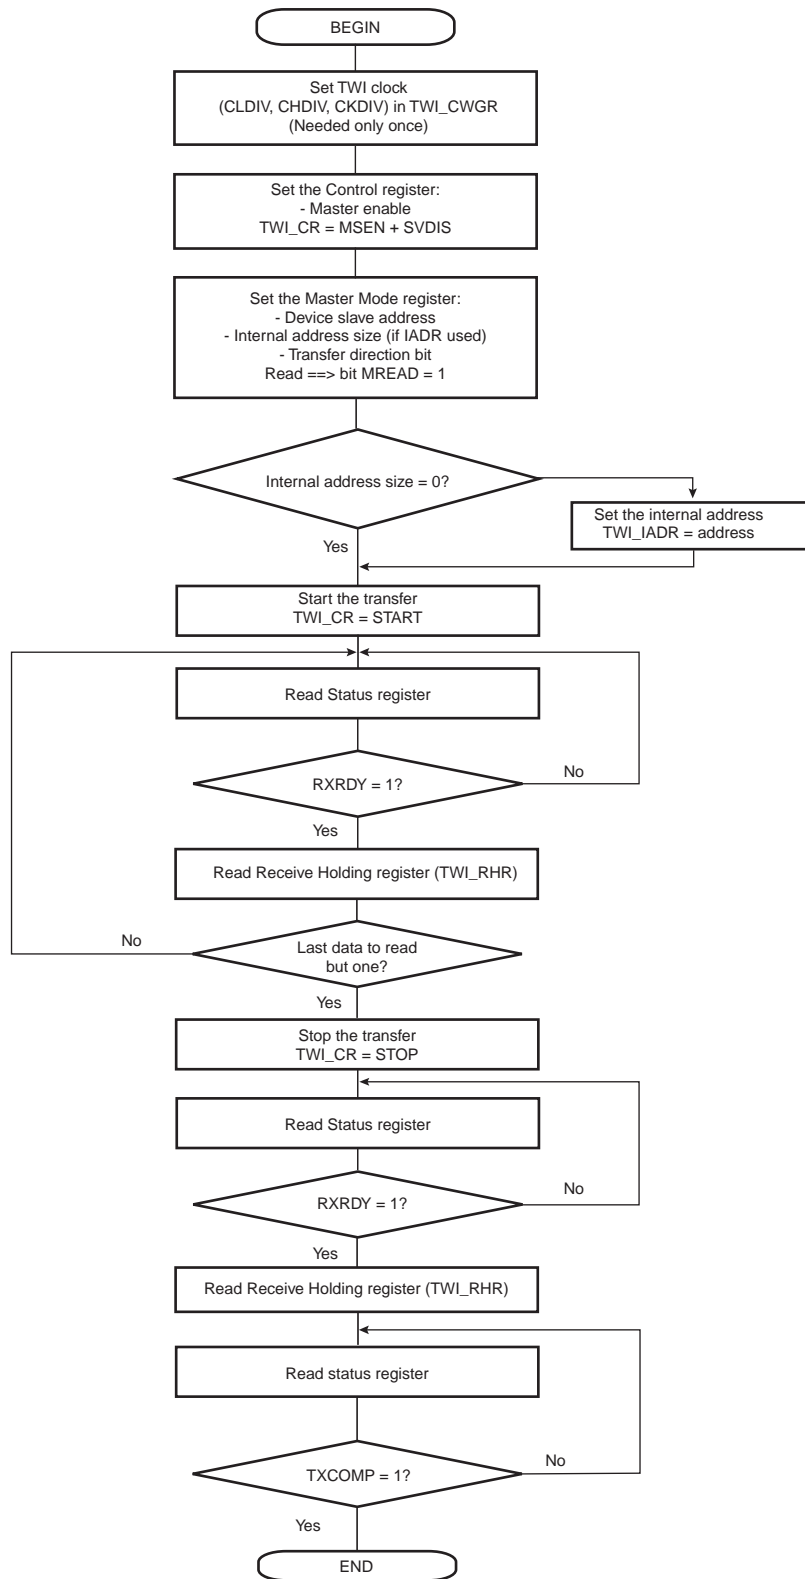 BEGIN
Set TWI clock
(CLDIV, CHDIV, CKDIV) in TWI_CWGR
(Needed only once)
Set the Control register:
- Master enable
TWI_CR = MSEN + SVDIS
Set the Master Mode register:
- Device slave address
- Internal address size (if IADR used)
- Transfer direction bit
Read ==> bit MREAD = 1
Internal address size = 0?
Set the internal address
TWI_IADR = address
Yes
Start the transfer
TWI_CR = START
Read Status register
RXRDY = 1?
No
Yes
Read Receive Holding register (TWI_RHR)
No
Last data to read
but one?
Yes
Stop the transfer
TWI_CR = STOP
Read Status register
RXRDY = 1?
No
Yes
Read Receive Holding register (TWI_RHR)
Read status register
TXCOMP = 1?
No
Yes
END